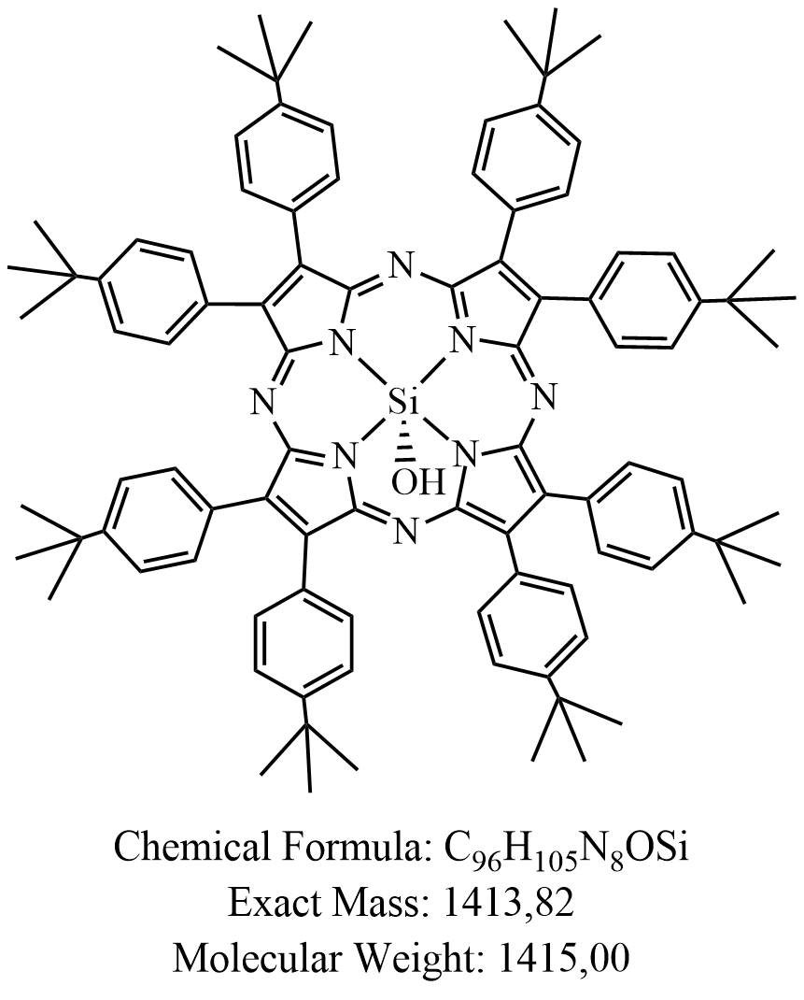 N
N
N
N
N
Si
N
N
OH
N
Chemical Formula: C₉₆H₁₀₅N₈OSi
Exact Mass: 1413,82
Molecular Weight: 1415,00